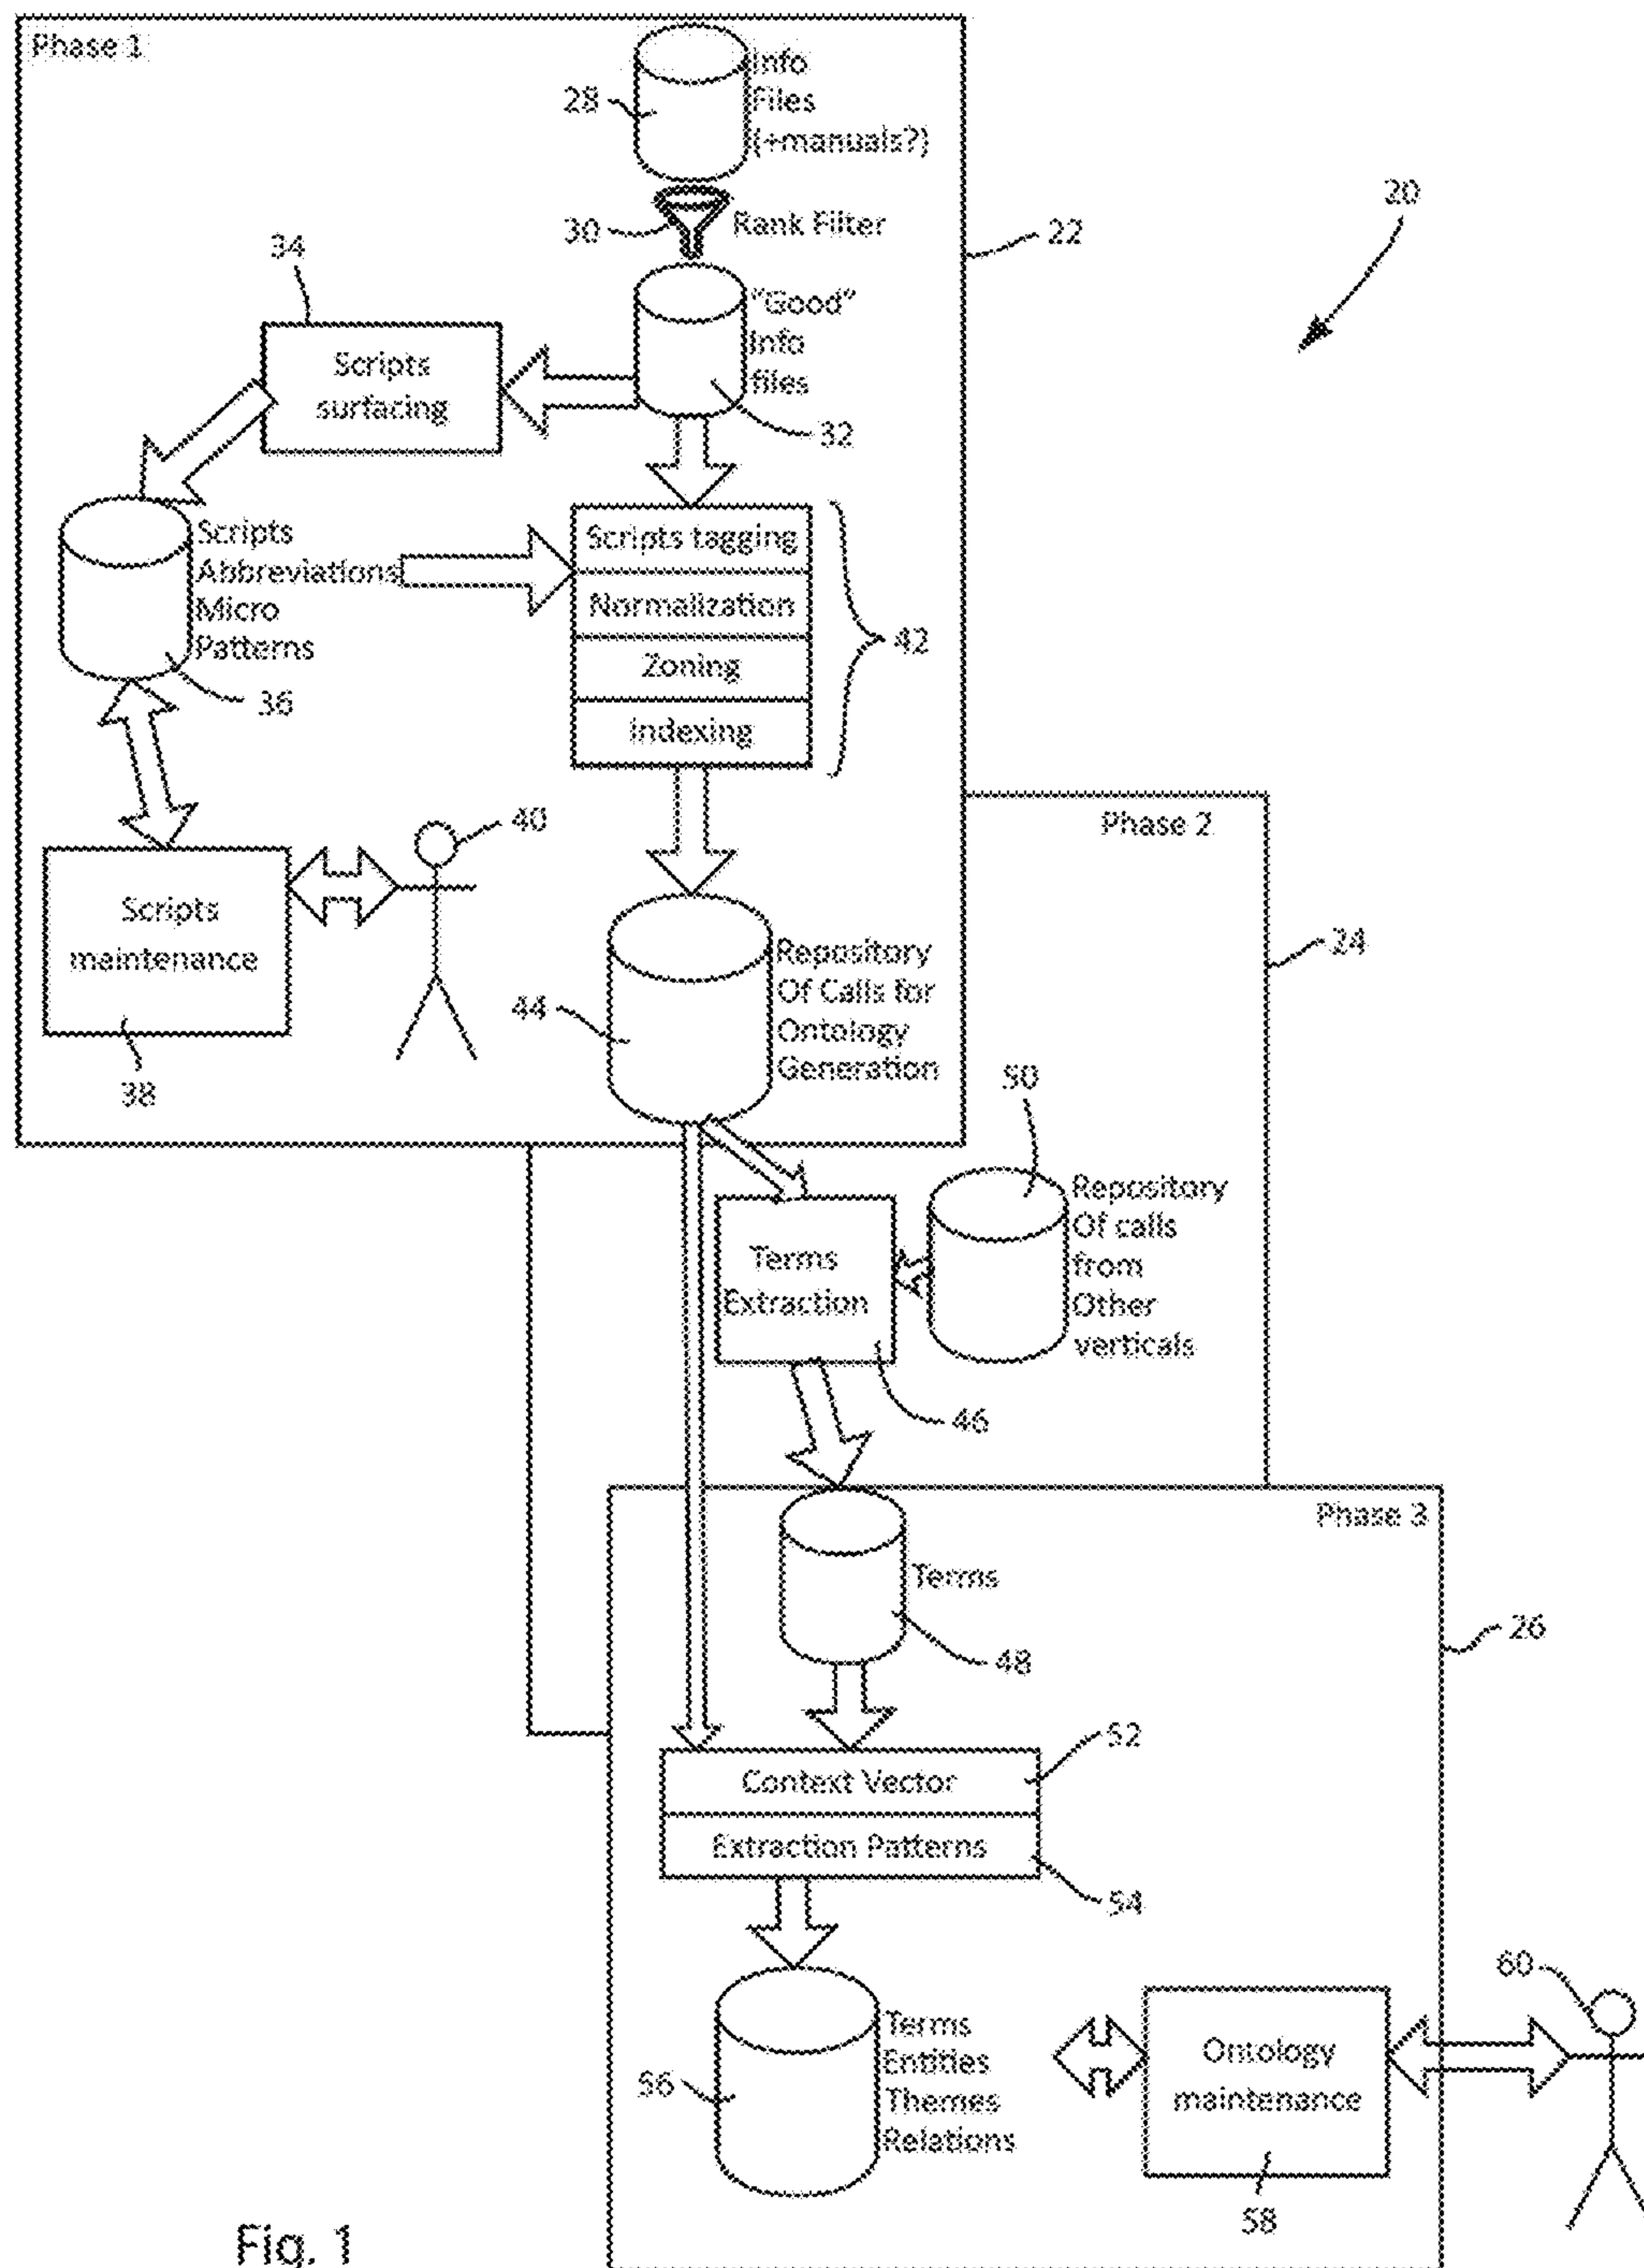 Phase 1
Info
Files
(+manuals?)
28
30
Rank Filter
20
22
34
"Good"
Info
files
32
Scripts
surfacing
Scripts
Abbreviations
Micro
Patterns
36
Scripts tagging
Normalization
Zoning
Indexing
42
Phase 2
40
Scripts
maintenance
38
24
44
Repository
Of Calls for
Ontology
Generation
50
Repository
Of calls
from
Other
verticals
Terms
Extraction
46
Phase 3
Terms
48
26
52
Context Vector
Extraction Patterns
54
60
56
Terms
Entities
Themes
Relations
Ontology
maintenance
58
Fig. 1